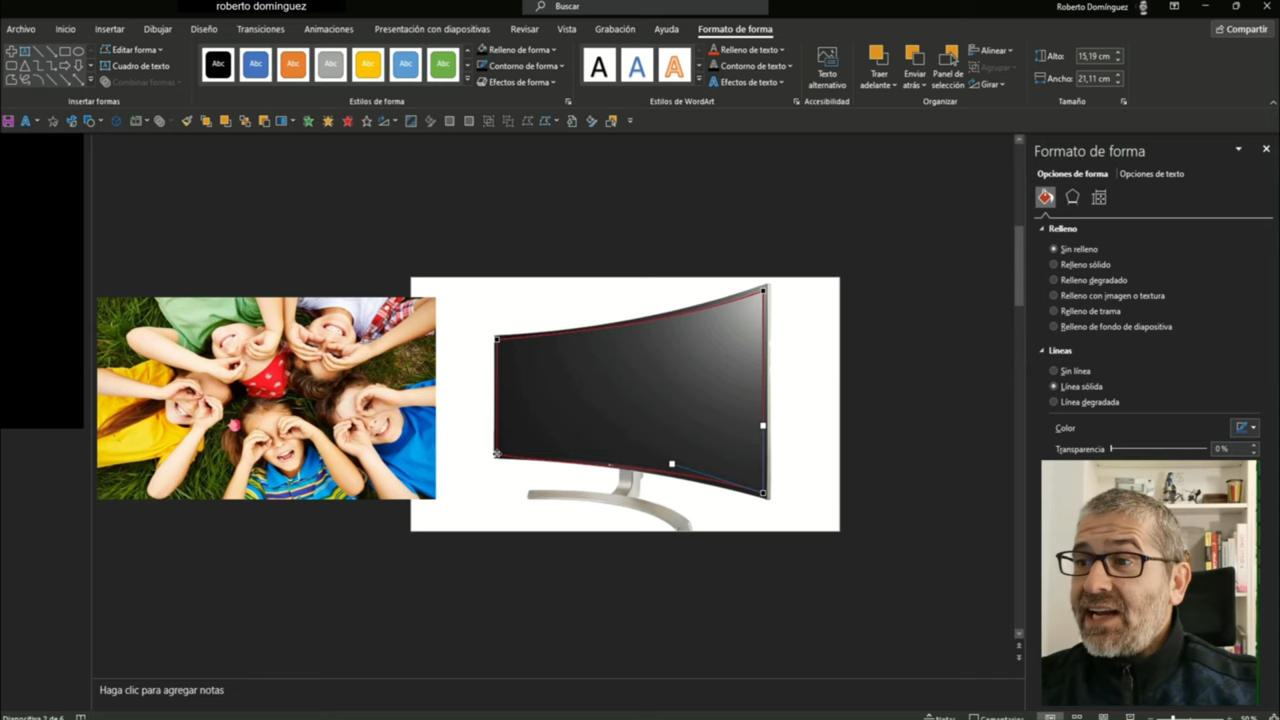 roberto domínguez
Buscar
Roberto Domínguez
Archivo
Inicio
Insertar
Dibujar
Diseño
Transiciones
Animaciones
Presentación con diapositivas
Revisar
Vista
Grabación
Ayuda
Formato de forma
Compartir
Editar forma
Cuadro de texto
Combinar formas
Insertar formas
Abc
Abc
Abc
Abc
Abc
Abc
Abc
Relleno de forma
Contorno de forma
Efectos de forma
Estilos de forma
A
A
A
Relleno de texto
Contorno de texto
Efectos de texto
Estilos de WordArt
Texto
alternativo
Accesibilidad
Traer
adelante
Enviar
atrás
Panel de
selección
Alinear
Agrupar
Girar
Organizar
Alto:
15,19 cm
Ancho:
21,11 cm
Tamaño
Formato de forma
Opciones de forma
Opciones de texto
Relleno
Sin relleno
Relleno sólido
Relleno degradado
Relleno con imagen o textura
Relleno de trama
Relleno de fondo de diapositiva
Líneas
Sin línea
Línea sólida
Línea degradada
Color
Transparencia
0 %
Haga clic para agregar notas
Diapositiva 2 de 6
Notas
Comentarios
50 %